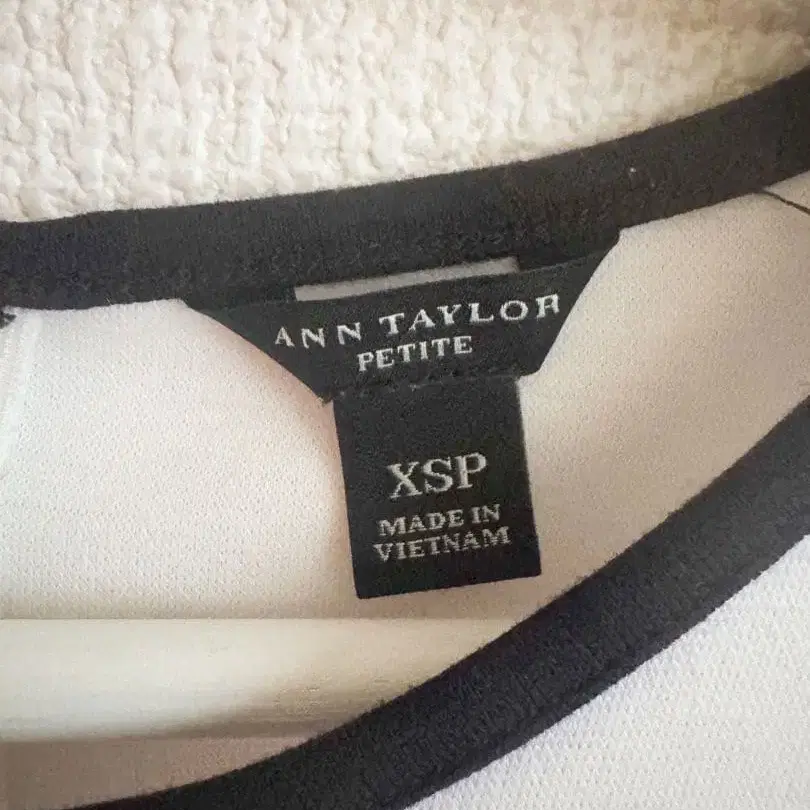 ANN TAYLOR
PETITE
XSP
MADE IN
VIETNAM